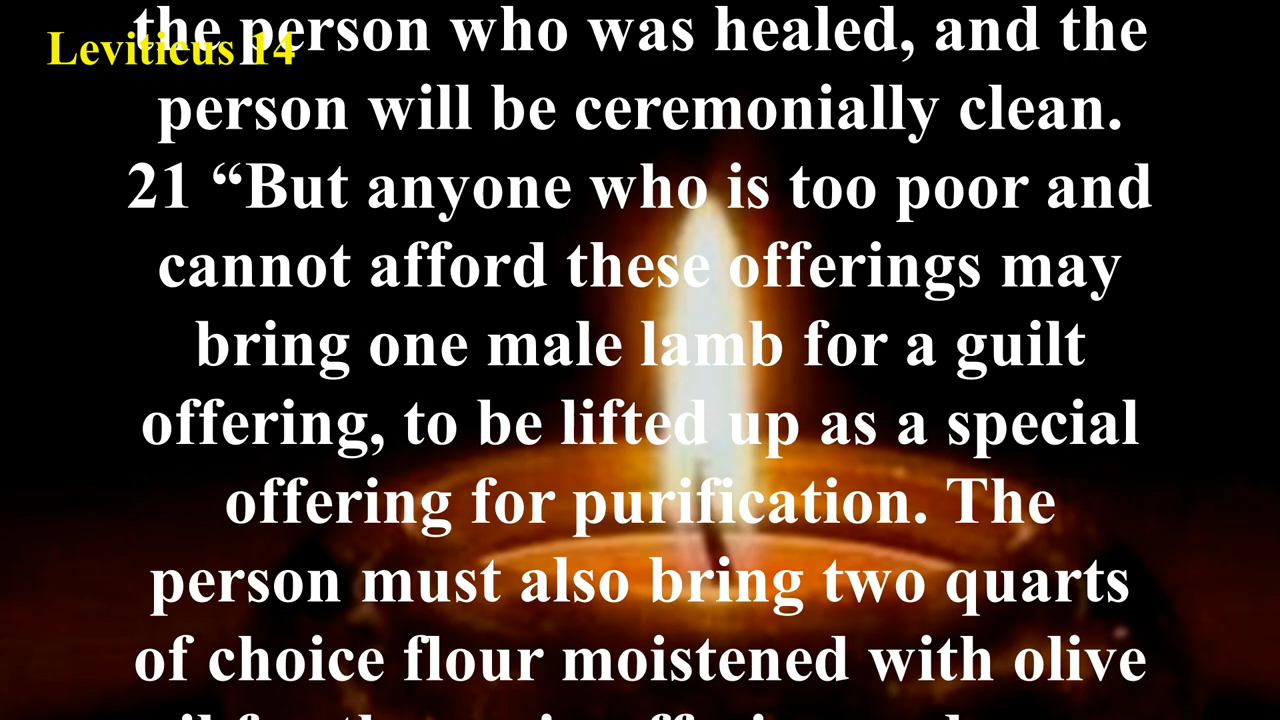 Leviticus 14
the person who was healed, and the
person will be ceremonially clean.
21 “But anyone who is too poor and
cannot afford these offerings may
bring one male lamb for a guilt
offering, to be lifted up as a special
offering for purification. The
person must also bring two quarts
of choice flour moistened with olive